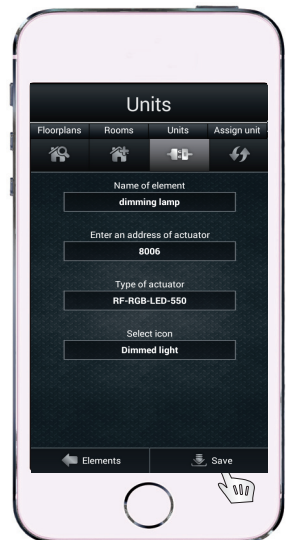 Units
Floorplans Rooms Units Assign unit
Name of element
dimming lamp
Enter an address of actuator
8006
Type of actuator
RF-RGB-LED-550
Select icon
Dimmed light
Elements Save